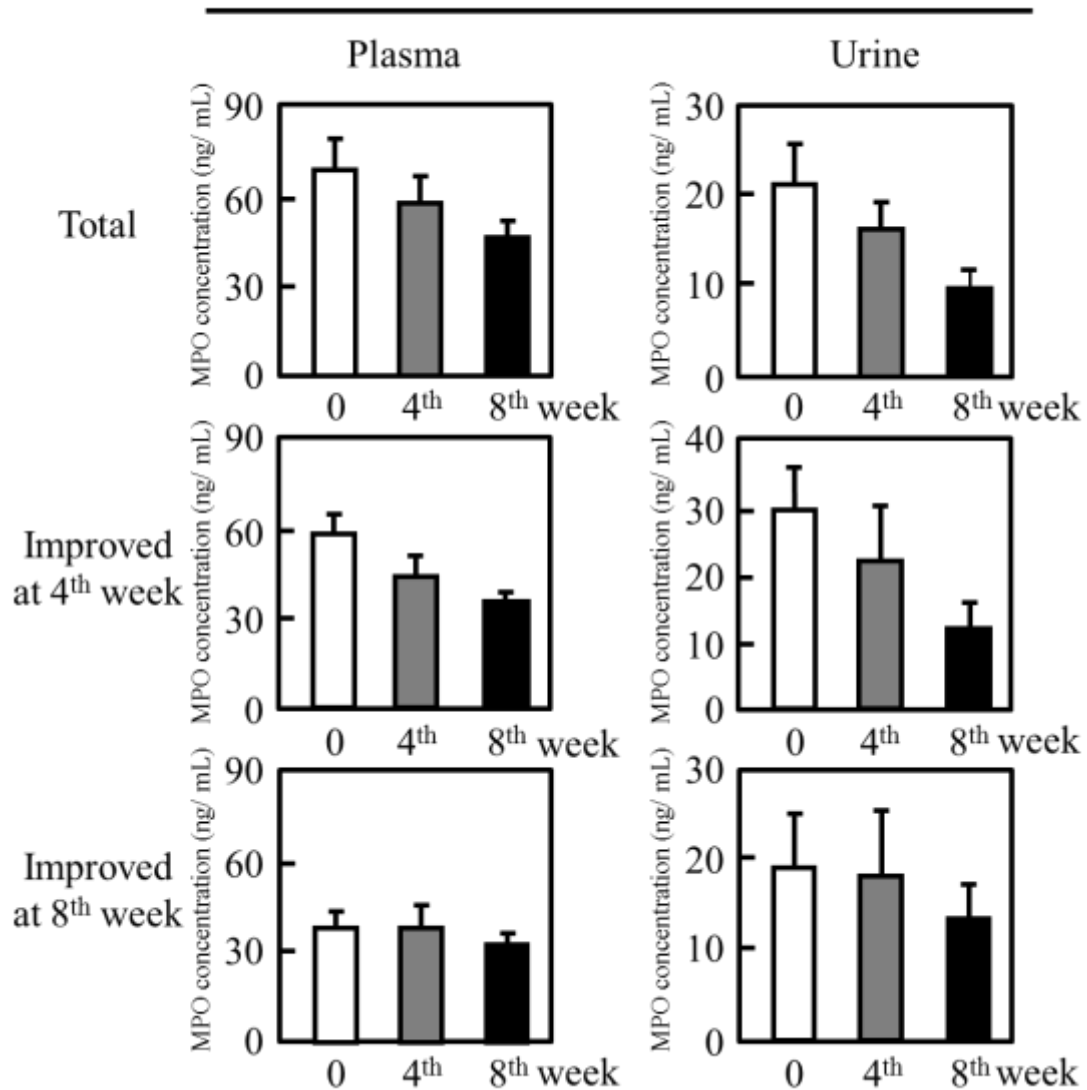 Plasma
Urine
Total
MPO concentration (ng/ mL)
90
60
30
0
0 4th 8th week
MPO concentration (ng/ mL)
30
20
10
0
0 4th 8th week
Improved
at 4th week
MPO concentration (ng/ mL)
90
60
30
0
0 4th 8th week
MPO concentration (ng/ mL)
40
30
20
10
0
0 4th 8th week
Improved
at 8th week
MPO concentration (ng/ mL)
90
60
30
0
0 4th 8th week
MPO concentration (ng/ mL)
30
20
10
0
0 4th 8th week